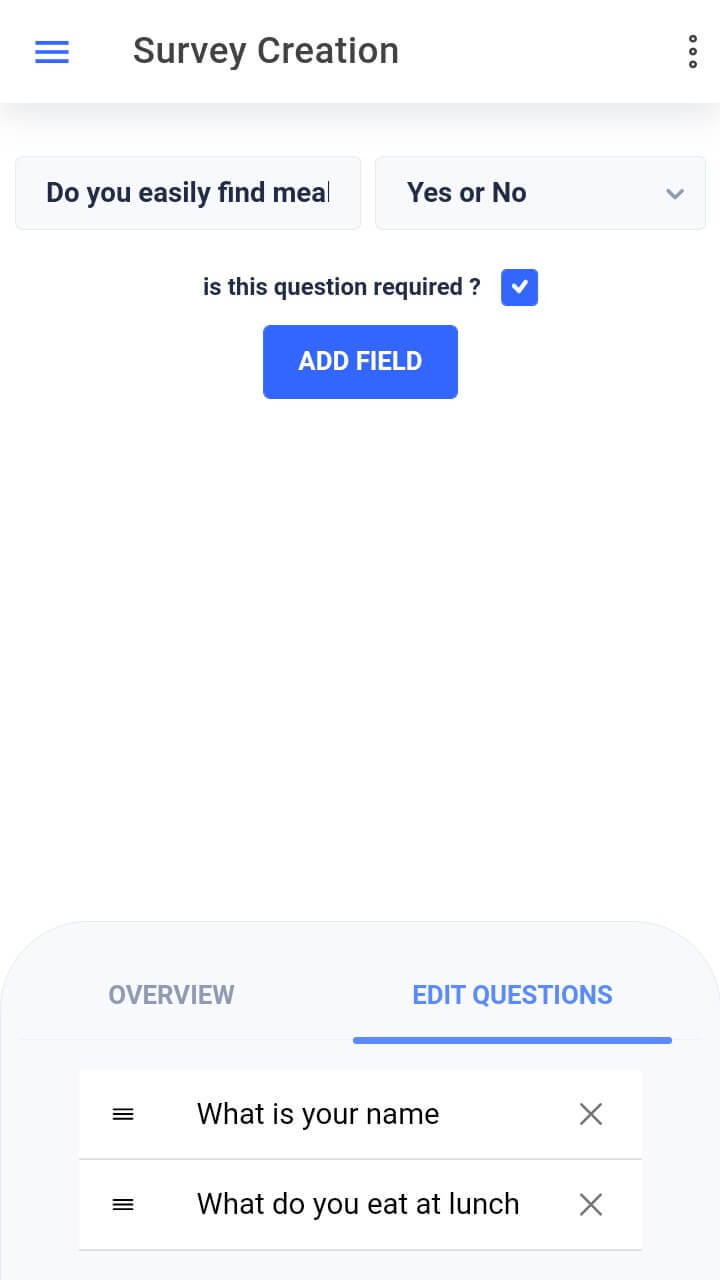 Survey Creation
Do you easily find
Yes or No
is this question required ?
ADD FIELD
OVERVIEW
EDIT QUESTIONS
What is your name
What do you eat at lunch